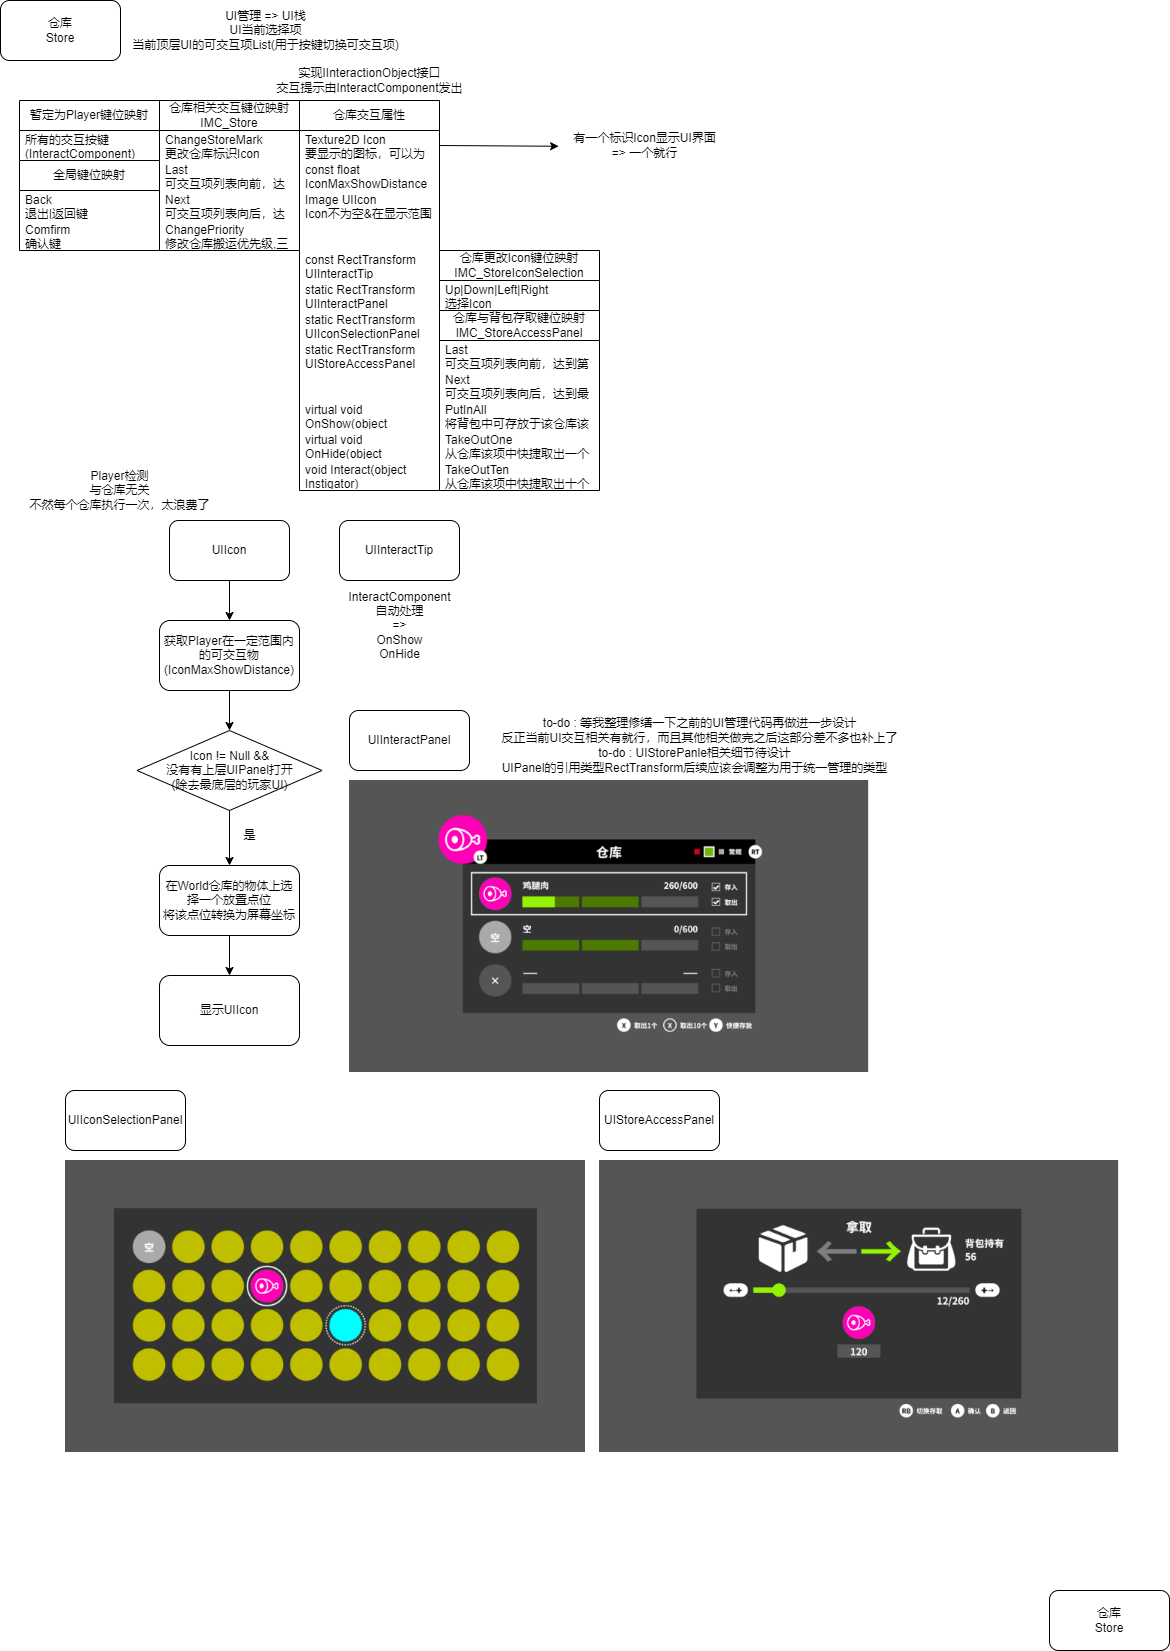 仓库
Store
UI管理 => UI栈
UI当前选择项
当前顶层UI的可交互项List(用于按键切换可交互项)
实现IInteractionObject接口
交互提示由InteractComponent发出
暂定为Player键位映射
所有的交互按键
(InteractComponent)
全局键位映射
Back
退出|返回键
Comfirm
确认键
仓库相关交互键位映射
IMC_Store
ChangeStoreMark
更改仓库标识Icon
Last
可交互项列表向前，达
Next
可交互项列表向后，达
ChangePriority
修改仓库搬运优先级.三
仓库交互属性
Texture2D Icon
要显示的图标，可以为
const float
IconMaxShowDistance
Image UIIcon
Icon不为空&在显示范围
const RectTransform
UIInteractTip
static RectTransform
UIInteractPanel
static RectTransform
UIIconSelectionPanel
static RectTransform
UIStoreAccessPanel
virtual void
OnShow(object
virtual void
OnHide(object
void Interact(object
Instigator)
有一个标识Icon显示UI界面
=> 一个就行
仓库更改Icon键位映射
IMC_StoreIconSelection
Up|Down|Left|Right
选择Icon
仓库与背包存取键位映射
IMC_StoreAccessPanel
Last
可交互项列表向前，达到第
Next
可交互项列表向后，达到最
PutInAll
将背包中可存放于该仓库该
TakeOutOne
从仓库该项中快捷取出一个
TakeOutTen
从仓库该项中快捷取出十个
Player检测
与仓库无关
不然每个仓库执行一次，太浪费了
UIIcon
获取Player在一定范围内
的可交互物
(IconMaxShowDistance)
Icon != Null &&
没有有上层UIPanel打开
(除去最底层的玩家UI)
是
在World仓库的物体上选
择一个放置点位
将该点位转换为屏幕坐标
显示UIIcon
UIInteractTip
InteractComponent
自动处理
=>
OnShow
OnHide
UIInteractPanel
to-do : 等我整理修缮一下之前的UI管理代码再做进一步设计
反正当前UI交互相关有就行，而且其他相关做完之后这部分差不多也补上了
to-do : UIStorePanle相关细节待设计
UIPanel的引用类型RectTransform后续应该会调整为用于统一管理的类型
LT
仓库
常规
RT
鸡腿肉
260/600
存入
取出
空
空
0/600
存入
取出
存入
取出
X 取出1个
X 取出10个
Y 快捷存放
UIIconSelectionPanel
空
UIStoreAccessPanel
拿取
背包持有
56
12/260
120
RB 切换存取
A 确认
B 返回
仓库
Store